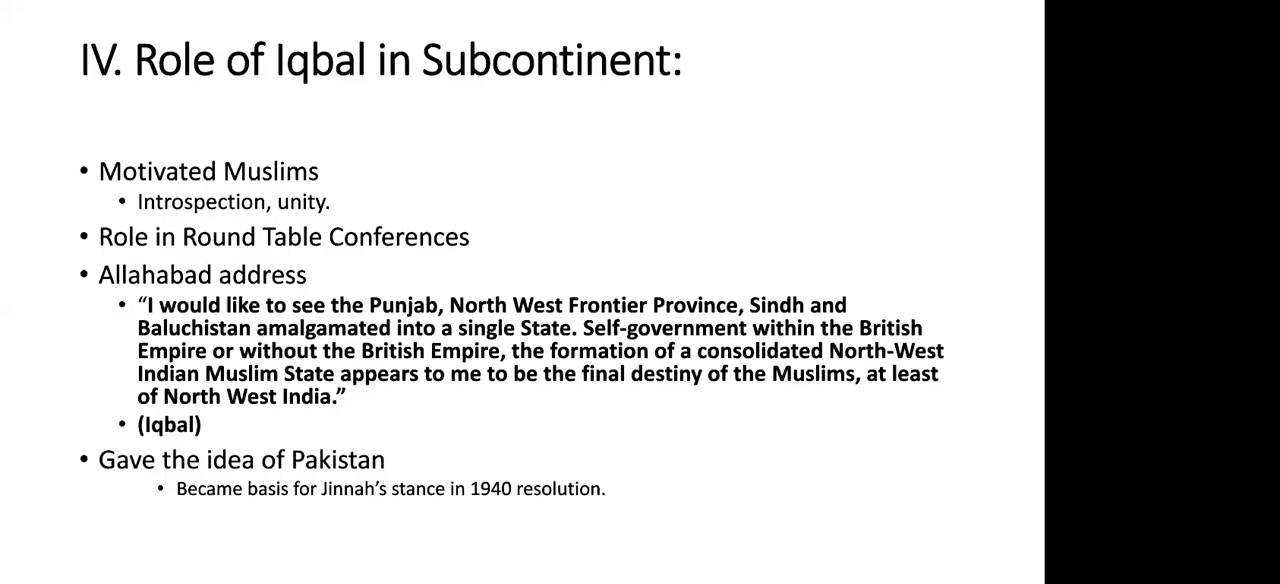 IV. Role of Iqbal in Subcontinent:
• Motivated Muslims
• Introspection, unity.
• Role in Round Table Conferences
• Allahabad address
• “I would like to see the Punjab, North West Frontier Province, Sindh and
Baluchistan amalgamated into a single State. Self-government within the British
Empire or without the British Empire, the formation of a consolidated North-West
Indian Muslim State appears to me to be the final destiny of the Muslims, at least
of North West India.”
• (Iqbal)
• Gave the idea of Pakistan
• Became basis for Jinnah’s stance in 1940 resolution.